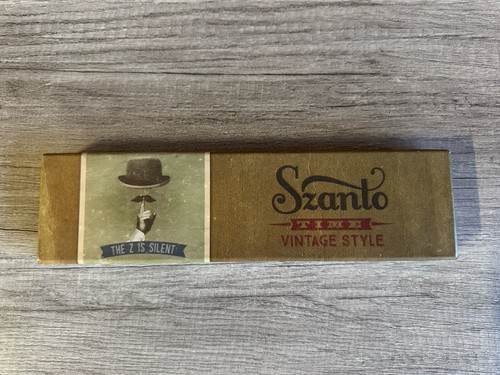 THE Z IS SILENT
Szanto
TIME
VINTAGE STYLE